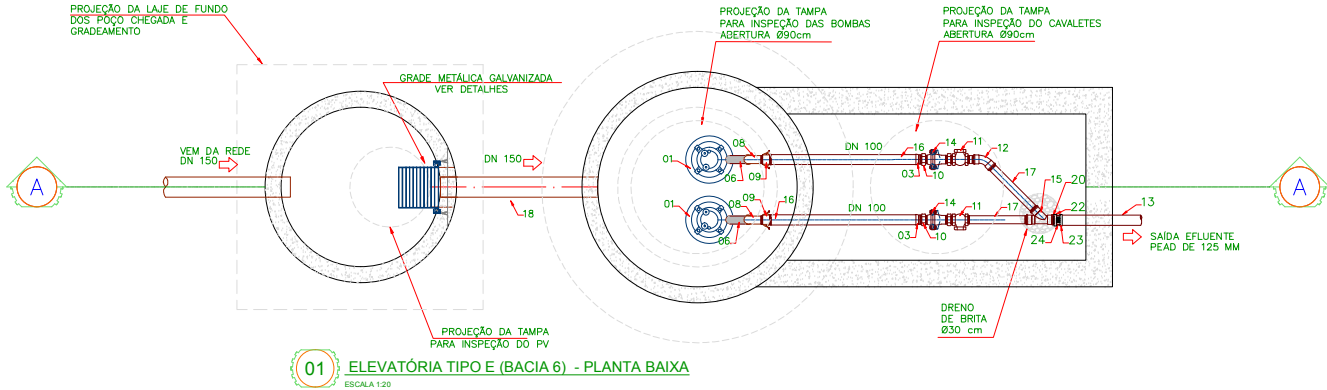 PROJEÇÃO DA LAJE DE FUNDO
DOS POÇO CHEGADA E
GRADEAMENTO
GRADE METÁLICA GALVANIZADA
VER DETALHES
VEM DA REDE
DN 150
A
DN 150
18
PROJEÇÃO DA TAMPA
PARA INSPEÇÃO DO PV
PROJEÇÃO DA TAMPA
PARA INSPEÇÃO DAS BOMBAS
ABERTURA Ø90cm
PROJEÇÃO DA TAMPA
PARA INSPEÇÃO DO CAVALETES
ABERTURA Ø90cm
01
08
06
09
DN 100
16
03
10
14
11
12
17
15
20
01
08
06
09
16
DN 100
03
10
14
11
17
24
22
23
13
A
SAÍDA EFLUENTE
PEAD DE 125 MM
DRENO
DE BRITA
Ø30 cm
01
ELEVATÓRIA TIPO E (BACIA 6) - PLANTA BAIXA
ESCALA 1:20